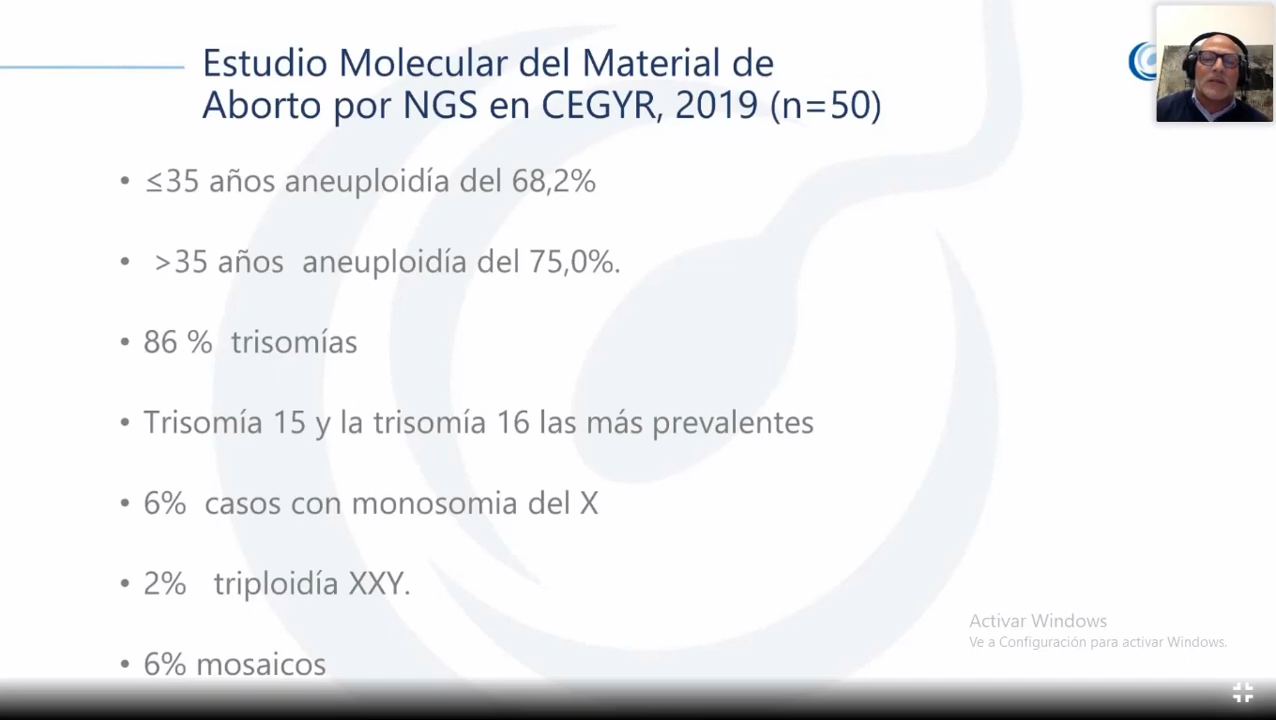 Estudio Molecular del Material de
Aborto por NGS en CEGYR, 2019 (n=50)
• ≤35 años aneuploidía del 68,2%
• >35 años aneuploidía del 75,0%.
• 86 % trisomías
• Trisomía 15 y la trisomía 16 las más prevalentes
• 6% casos con monosomia del X
• 2% triploidía XXY.
• 6% mosaicos
Activar Windows
Ve a Configuración para activar Windows.